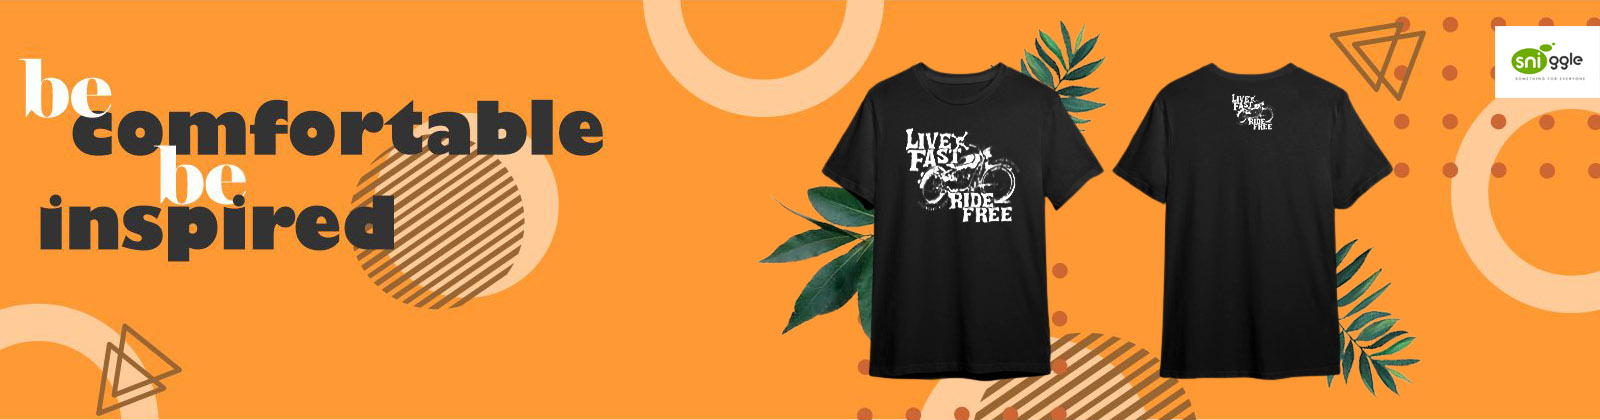 be
comfortable
be
inspired
LIVE
FAST
RIDE
FREE
LIVE
FAST
RIDE
FREE
sniggle
SOMETHING FOR EVERYONE